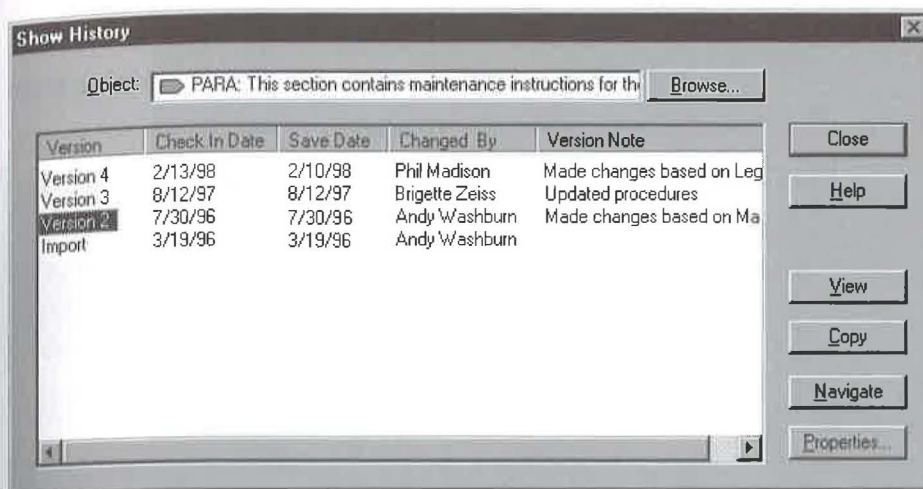 Show History
Object: PARA: This section contains maintenance instructions for the Browse...
Version Check In Date Save Date Changed By Version Note
Version 4 2/13/98 2/10/98 Phil Madison Made changes based on Leg
Version 3 8/12/97 8/12/97 Brigette Zeiss Updated procedures
Version 2 7/30/96 7/30/96 Andy Washburn Made changes based on Ma
Import 3/19/96 3/19/96 Andy Washburn
Close
Help
View
Copy
Navigate
Properties...